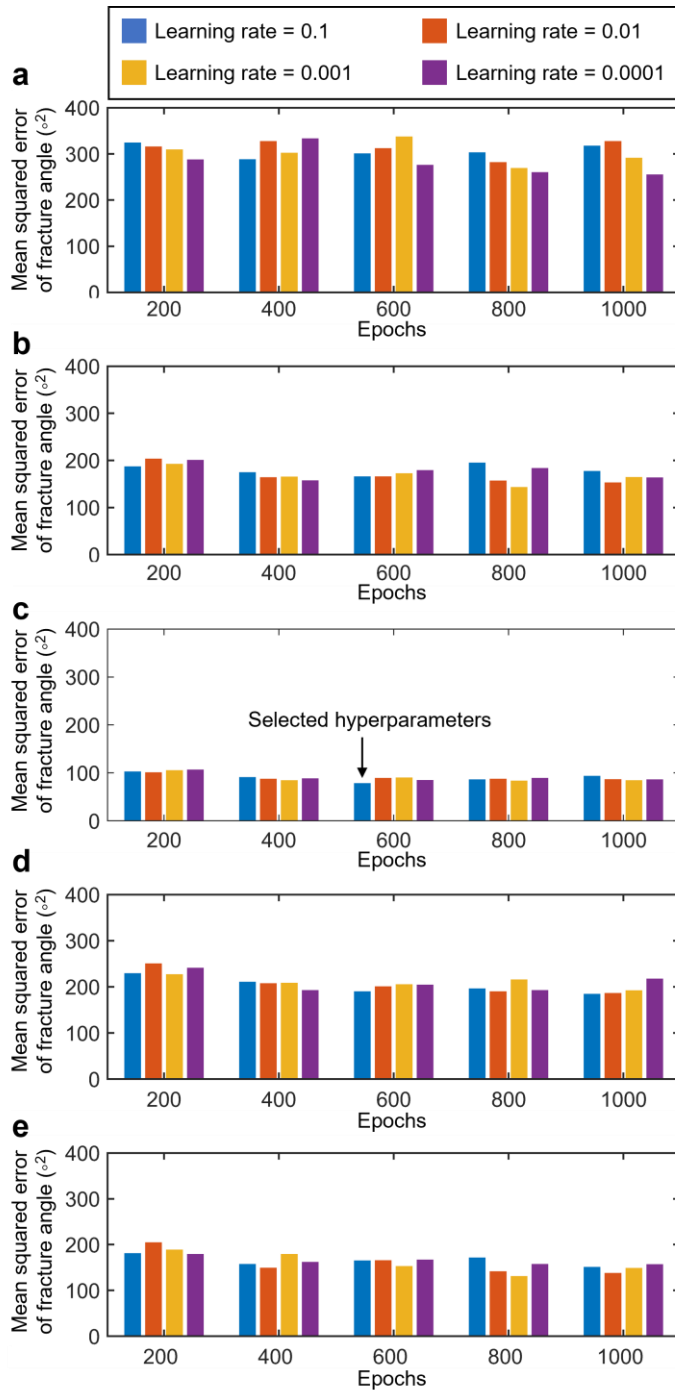 Learning rate = 0.1
Learning rate = 0.01
Learning rate = 0.001
Learning rate = 0.0001
a
Mean squared error
of fracture angle (°²)
400
300
200
100
0
200 400 600 800 1000
Epochs
b
Mean squared error
of fracture angle (°²)
400
300
200
100
0
200 400 600 800 1000
Epochs
c
Mean squared error
of fracture angle (°²)
400
300
200
100
0
Selected hyperparameters
200 400 600 800 1000
Epochs
d
Mean squared error
of fracture angle (°²)
400
300
200
100
0
200 400 600 800 1000
Epochs
e
Mean squared error
of fracture angle (°²)
400
300
200
100
0
200 400 600 800 1000
Epochs